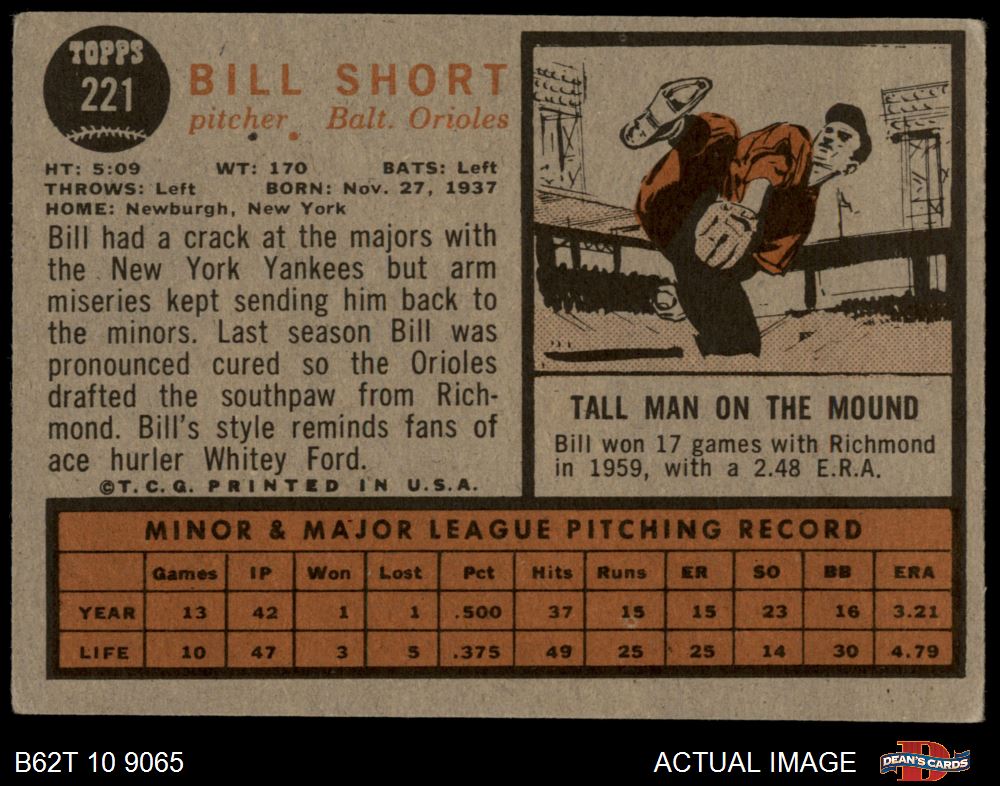 TOPPS
221
BILL SHORT
pitcher Balt. Orioles
HT: 5:09 WT: 170 BATS: Left
THROWS: Left BORN: Nov. 27, 1937
HOME: Newburgh, New York
Bill had a crack at the majors with
the New York Yankees but arm
miseries kept sending him back to
the minors. Last season Bill was
pronounced cured so the Orioles
drafted the southpaw from Rich-
mond. Bill's style reminds fans of
ace hurler Whitey Ford.
©T.C.G. PRINTED IN U.S.A.
TALL MAN ON THE MOUND
Bill won 17 games with Richmond
in 1959, with a 2.48 E.R.A.
MINOR & MAJOR LEAGUE PITCHING RECORD
Games IP Won Lost Pct Hits Runs ER SO BB ERA
YEAR 13 42 1 1 .500 37 15 15 23 16 3.21
LIFE 10 47 3 5 .375 49 25 25 14 30 4.79
B62T 10 9065
ACTUAL IMAGE
D
DEAN'S CARDS